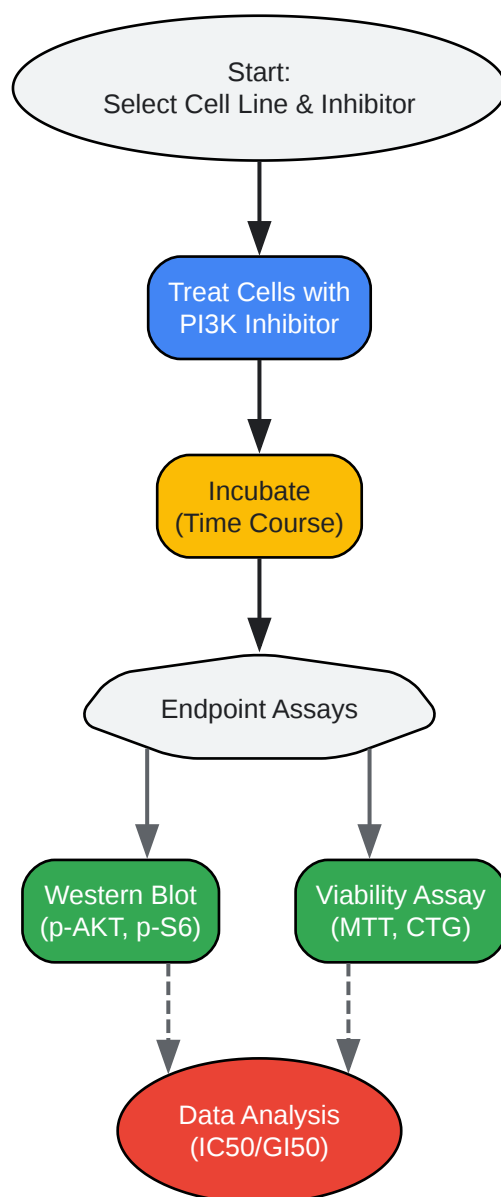 Start:
Select Cell Line & Inhibitor
Treat Cells with
PI3K Inhibitor
Incubate
(Time Course)
Endpoint Assays
Western Blot
(p-AKT, p-S6)
Viability Assay
(MTT, CTG)
Data Analysis
(IC50/GI50)